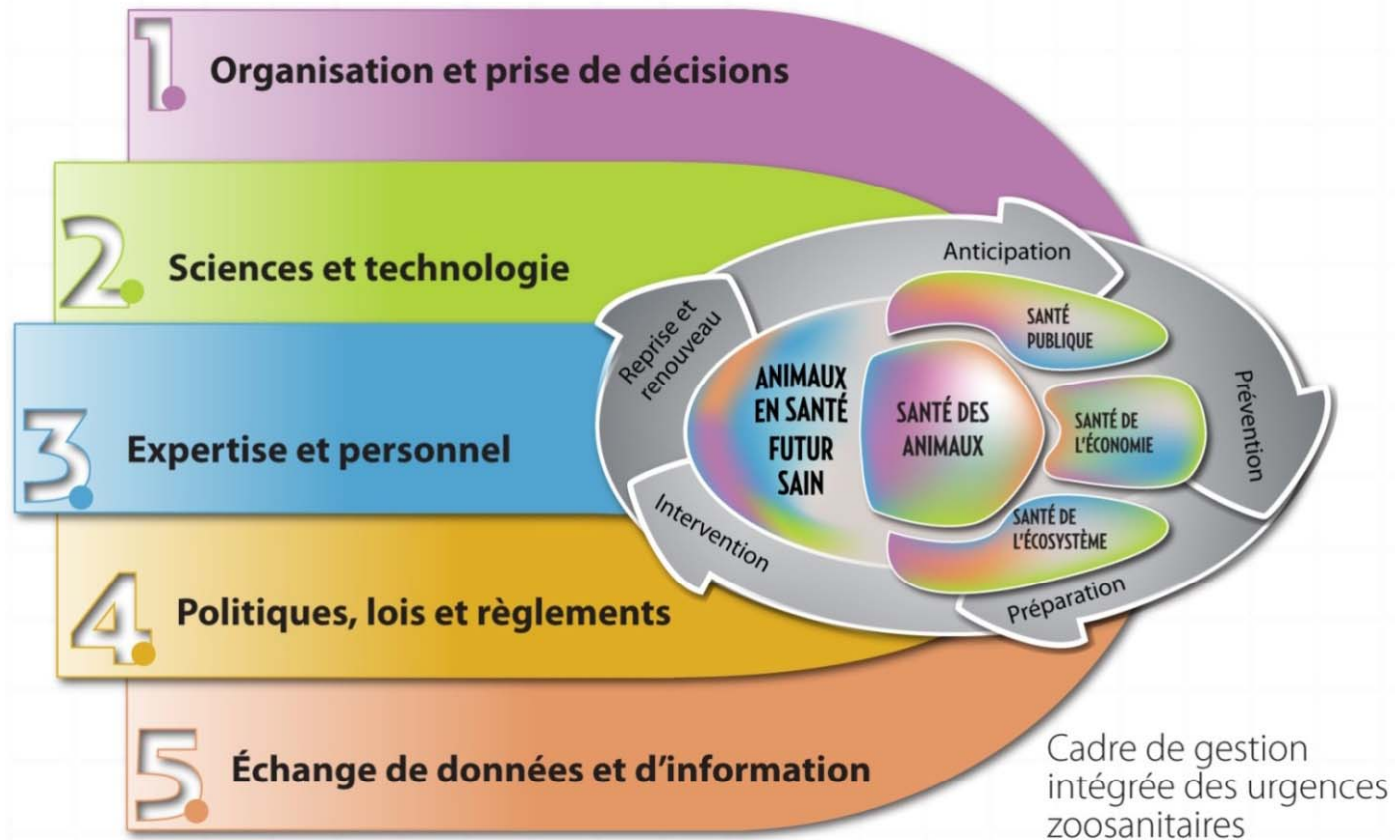 1.
Organisation et prise de décisions
2.
Sciences et technologie
3.
Expertise et personnel
4.
Politiques, lois et règlements
5.
Échange de données et d'information
Anticipation
Prévention
Préparation
Intervention
Reprise et
renouveau
ANIMAUX
EN SANTÉ
FUTUR
SAIN
SANTÉ DES
ANIMAUX
SANTÉ
PUBLIQUE
SANTÉ DE
L'ÉCONOMIE
SANTÉ DE
L'ÉCOSYSTÈME
Cadre de gestion
intégrée des urgences
zoosanitaires